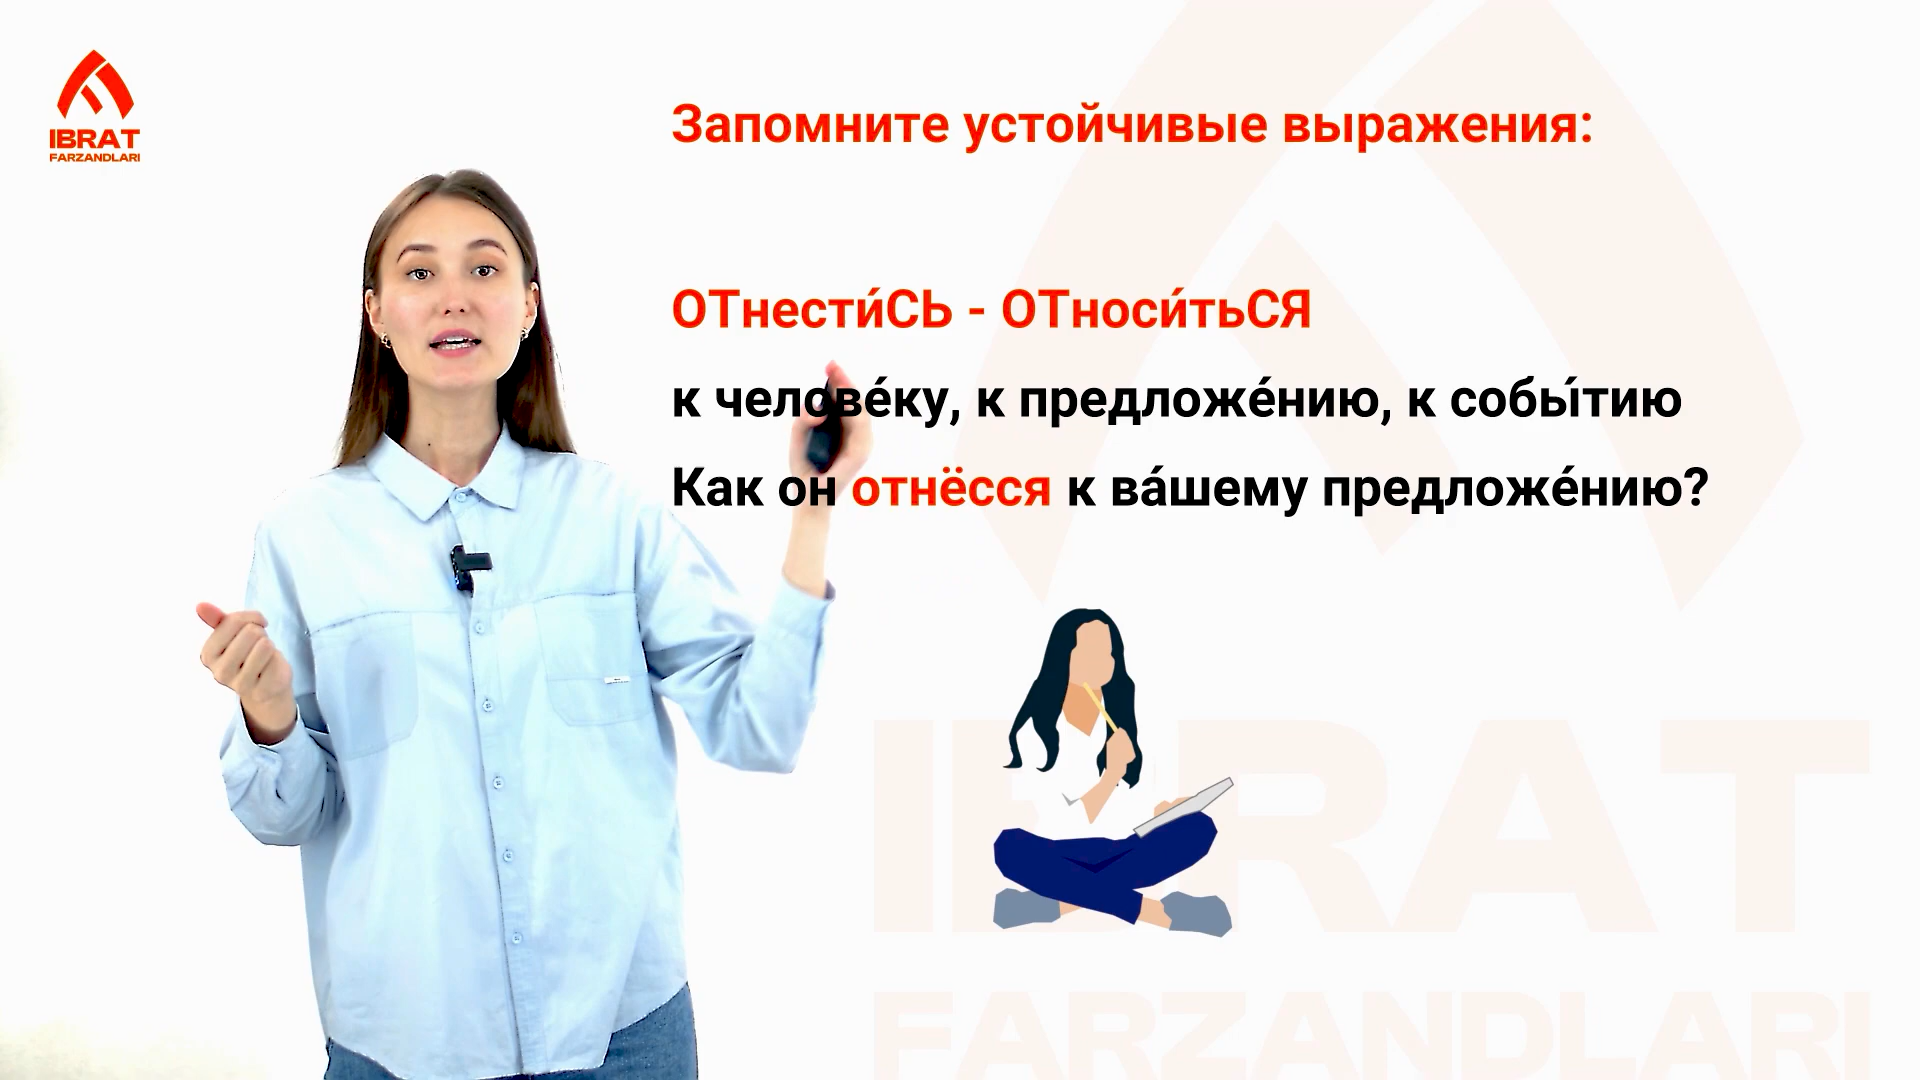 IBRAT
FARZANDLARI
Запомните устойчивые выражения:
ОТнести́СЬ - ОТноси́тьСЯ
к челове́ку, к предложе́нию, к собы́тию
Как он отнёсся к ва́шему предложе́нию?
IBRAT
FARZANDLARI